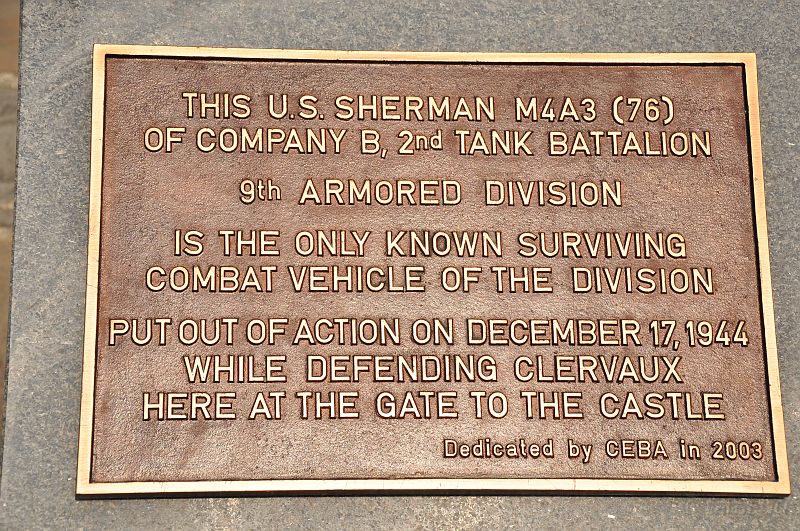 THIS U.S. SHERMAN M4A3 (76)
OF COMPANY B, 2nd TANK BATTALION
9th ARMORED DIVISION
IS THE ONLY KNOWN SURVIVING
COMBAT VEHICLE OF THE DIVISION
PUT OUT OF ACTION ON DECEMBER 17, 1944
WHILE DEFENDING CLERVAUX
HERE AT THE GATE TO THE CASTLE
Dedicated by CEBA in 2003